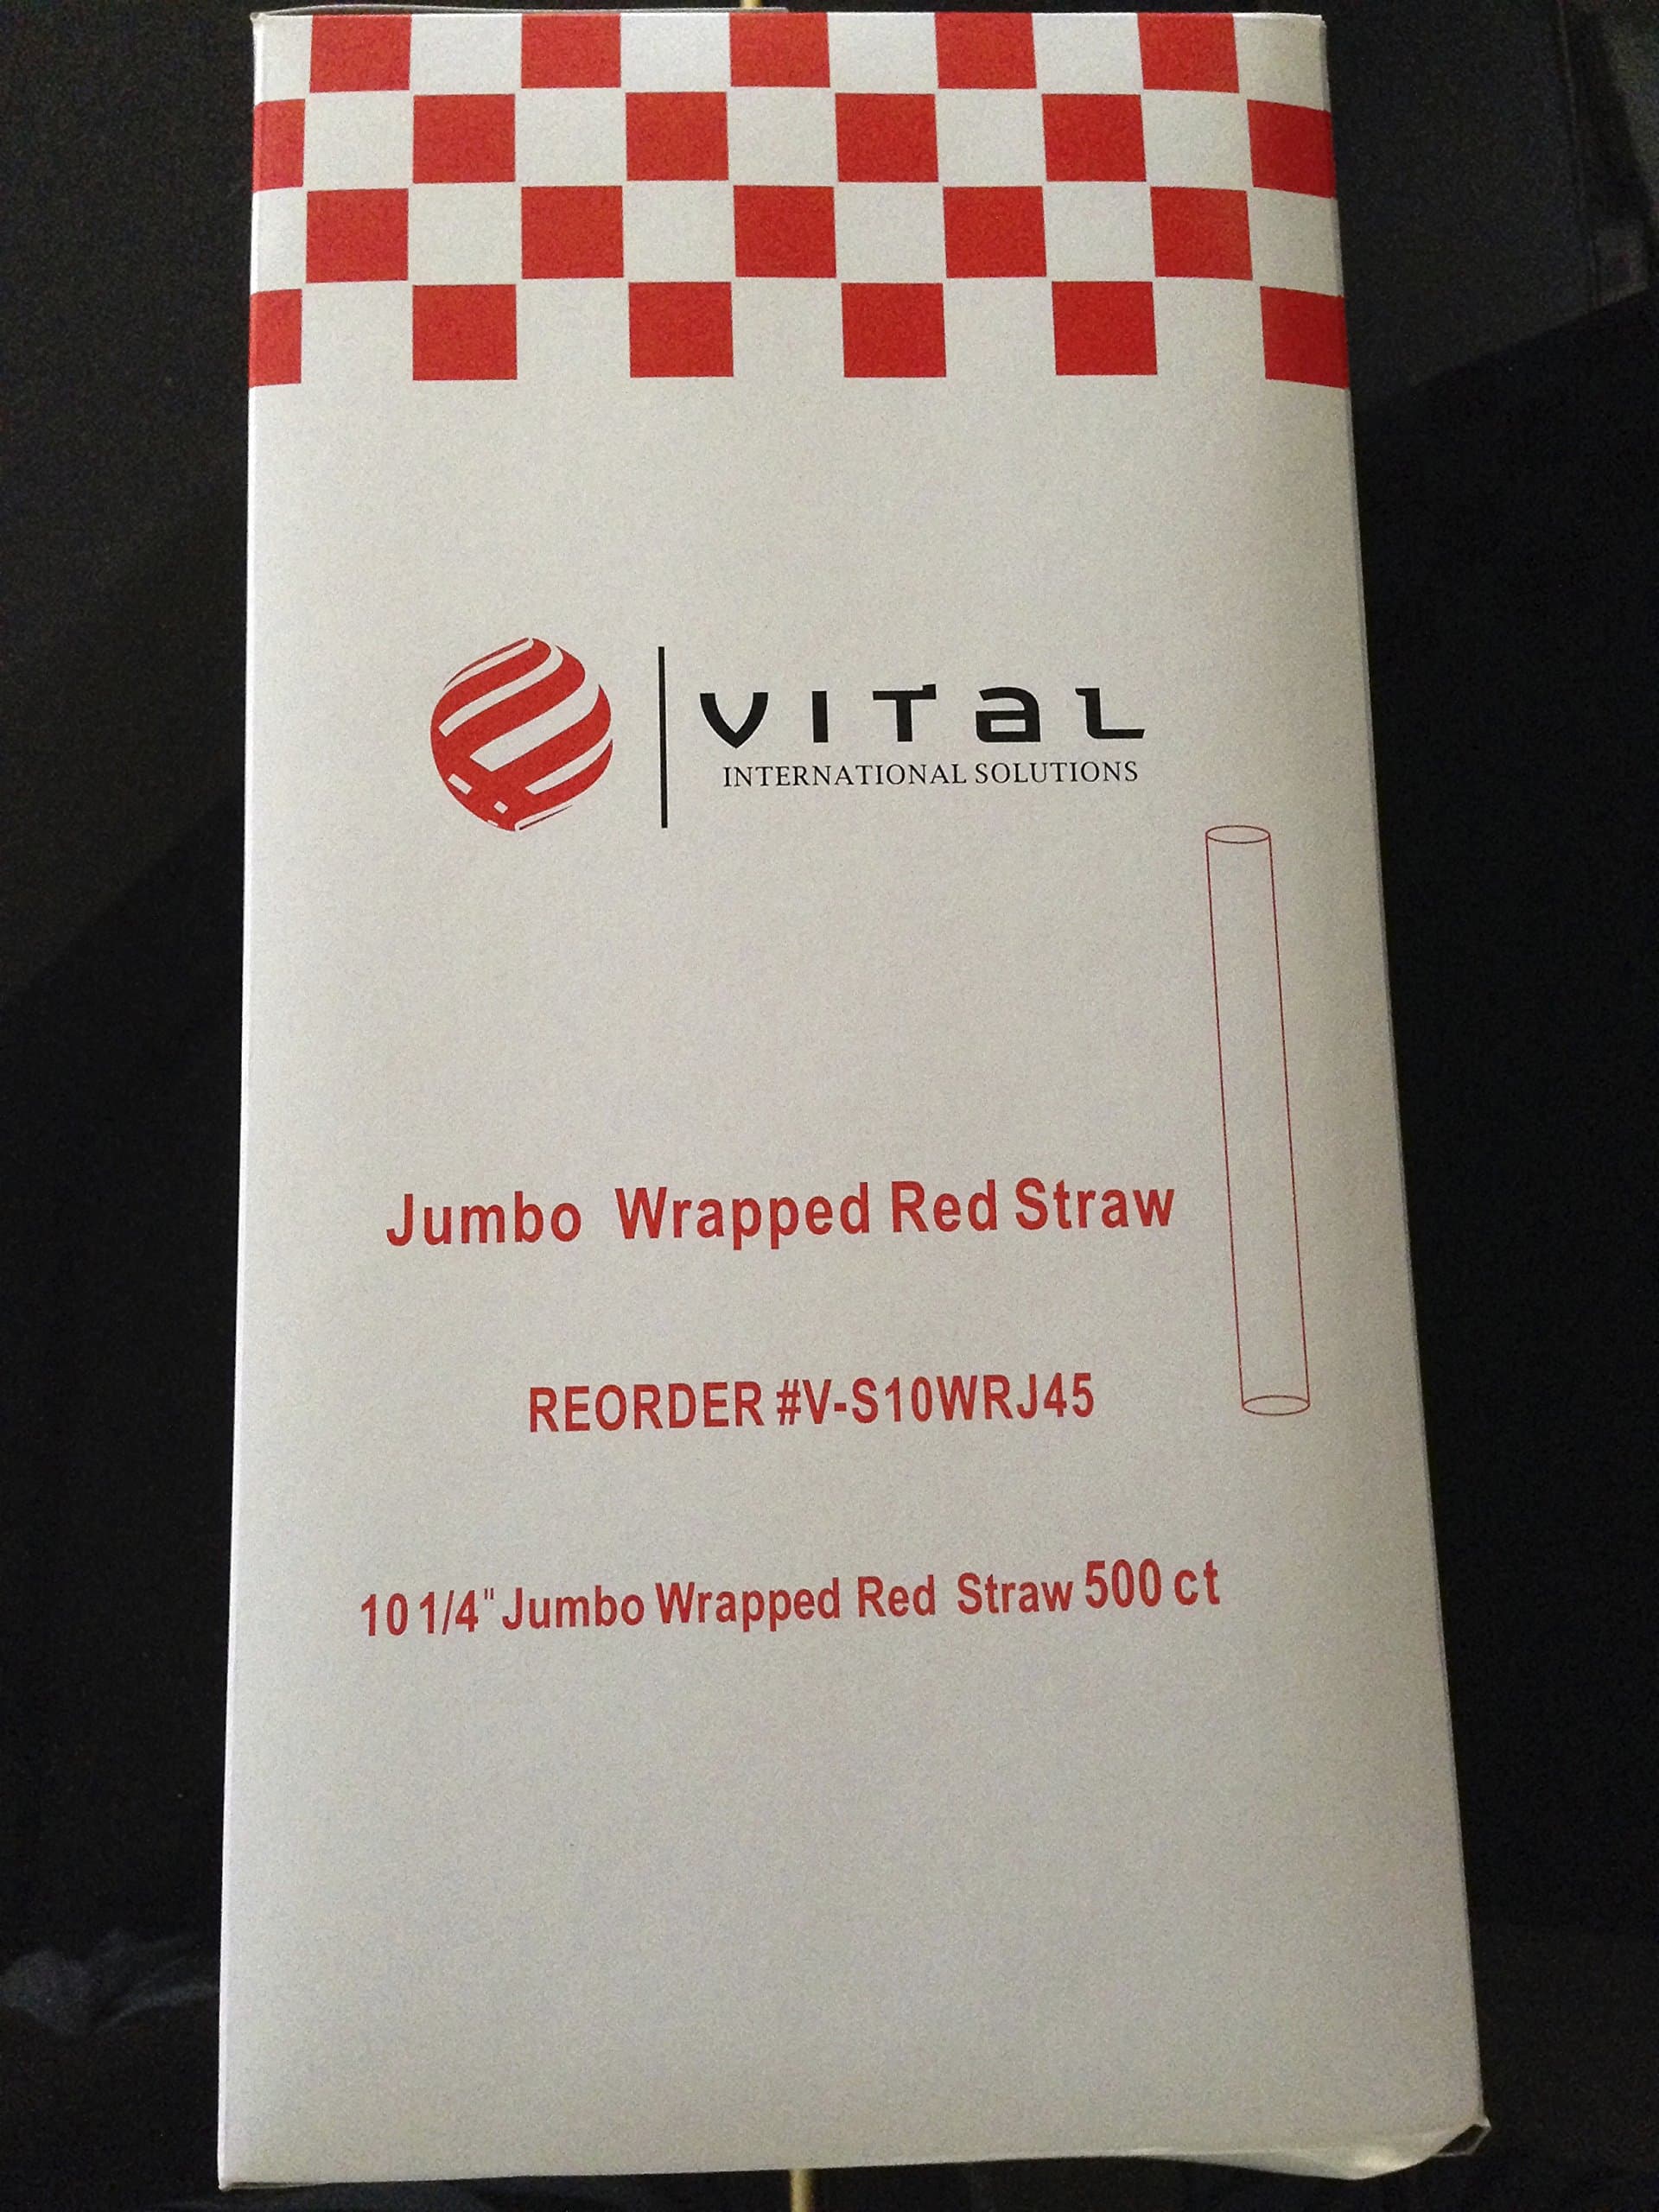 VITAL
INTERNATIONAL SOLUTIONS
Jumbo Wrapped Red Straw
REORDER #V-S10WRJ45
10 1/4" Jumbo Wrapped Red Straw 500 ct